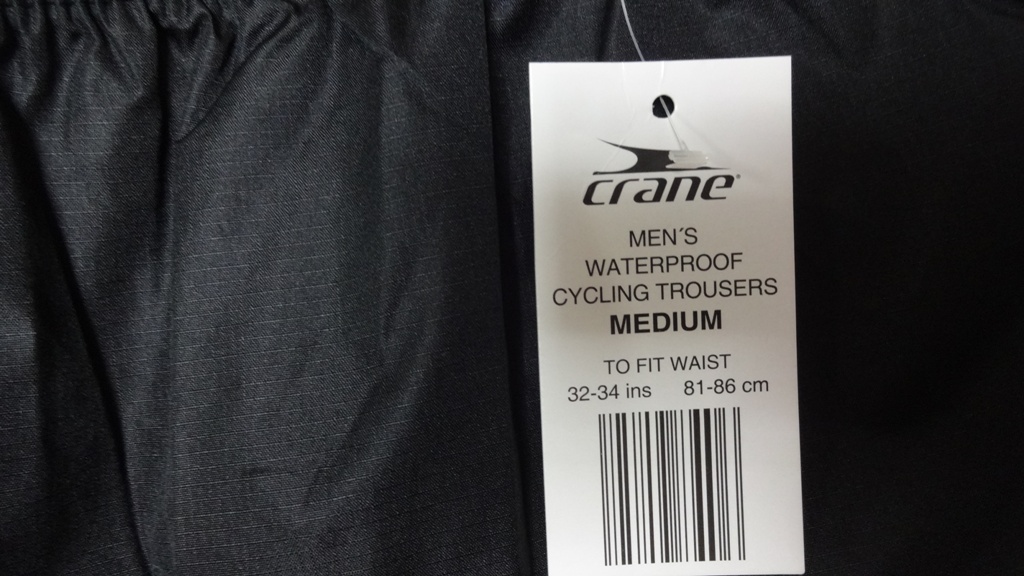 crane
MEN´S
WATERPROOF
CYCLING TROUSERS
MEDIUM
TO FIT WAIST
32-34 ins 81-86 cm